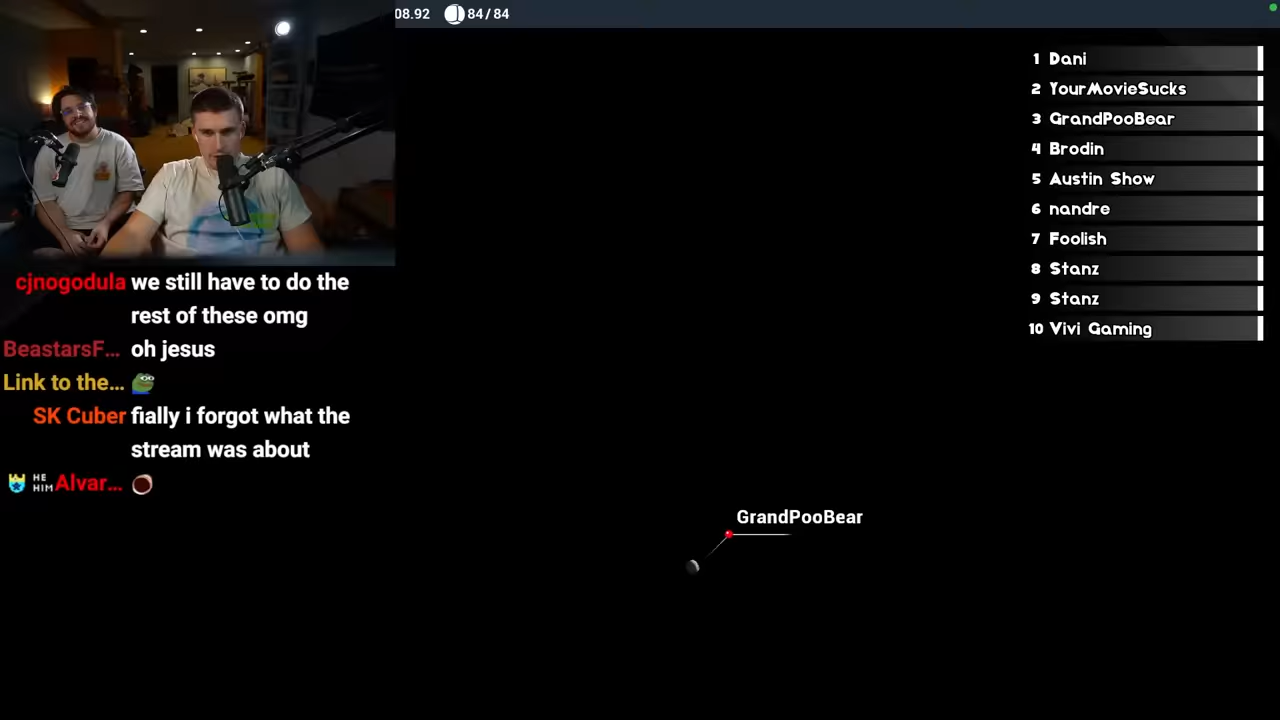 08.92 84/84
1 Dani
2 YourMovieSucks
3 GrandPooBear
4 Brodin
5 Austin Show
6 nandre
7 Foolish
8 Stanz
9 Stanz
10 Vivi Gaming
cjnogodula we still have to do the
rest of these omg
BeastarsF… oh jesus
Link to the…
SK Cuber fially i forgot what the
stream was about
HE HIM Alvar…
GrandPooBear